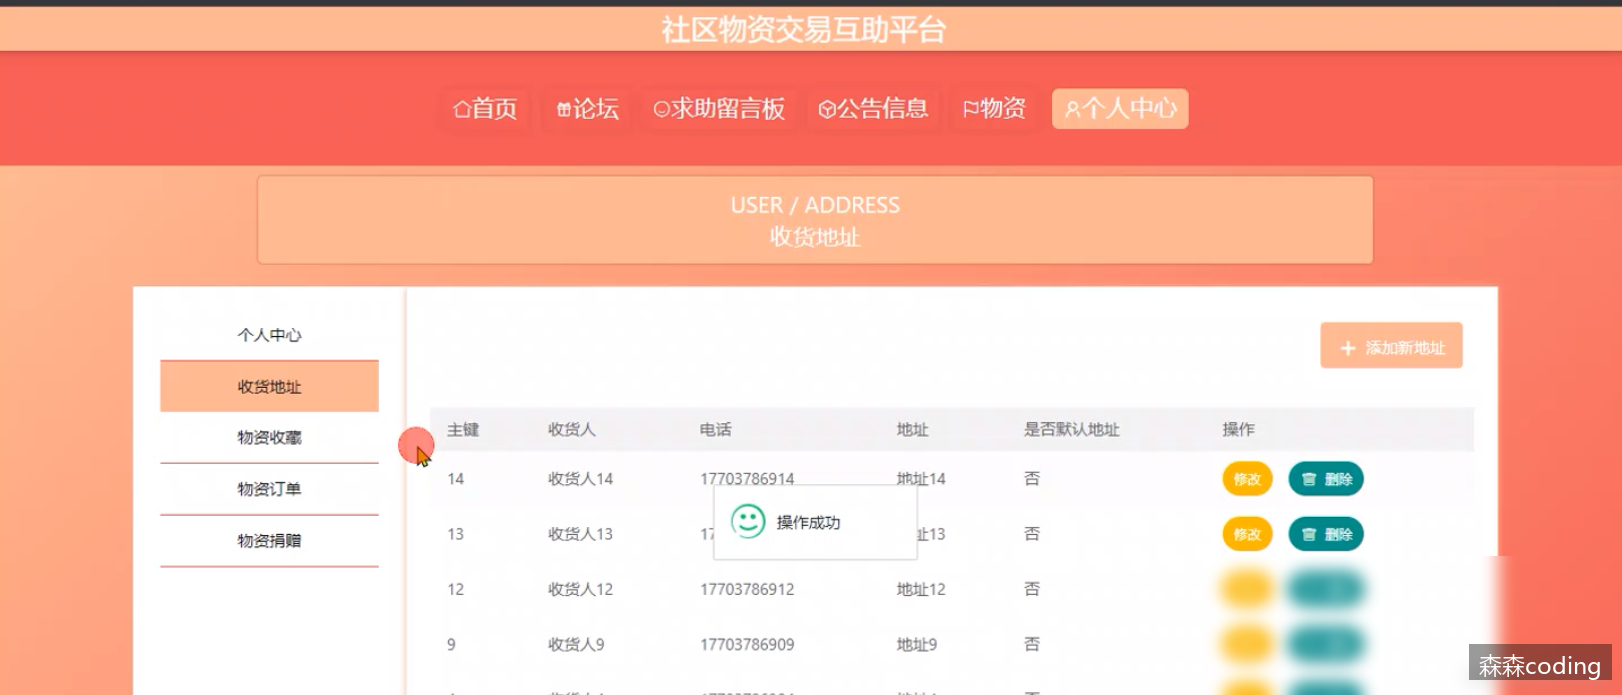 社区物资交易互助平台
首页 论坛 求助留言板 公告信息 物资 个人中心
USER / ADDRESS
收货地址
个人中心
收货地址
物资收藏
物资订单
物资捐赠
+ 添加新地址
主键 收货人 电话 地址 是否默认地址 操作
14 收货人14 17703786914 地址14 否 修改 删除
13 收货人13 17 址13 否 修改 删除
操作成功
12 收货人12 17703786912 地址12 否
9 收货人9 17703786909 地址9 否
森森coding